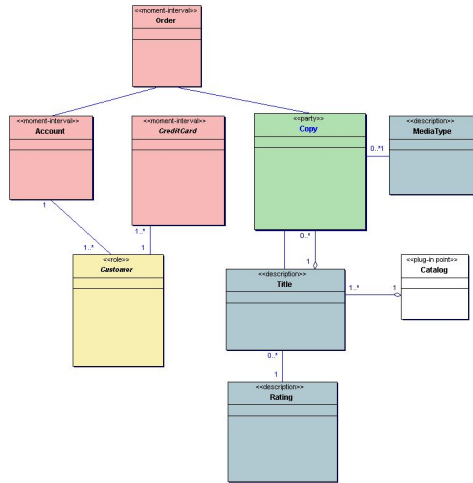 <<moment-interval>>
Order
<<moment-interval>>
Account
<<moment-interval>>
CreditCard
<<party>>
Copy
<<description>>
MediaType
0..*1
1
1..*
1..*
1
0..*
1
<<role>>
Customer
<<description>>
Title
<<plug-in point>>
Catalog
1..*
1
0..*
1
<<description>>
Rating